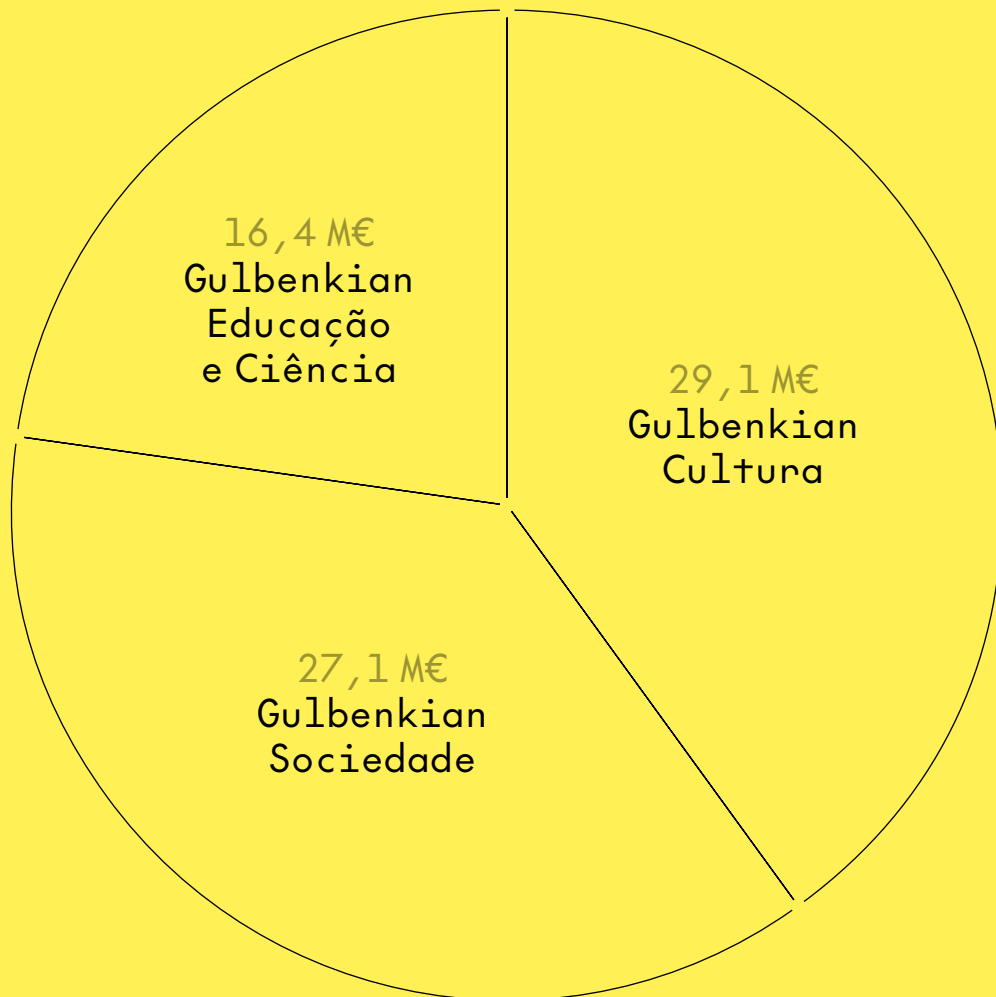 16,4 M€
Gulbenkian
Educação
e Ciência
29,1 M€
Gulbenkian
Cultura
27,1 M€
Gulbenkian
Sociedade